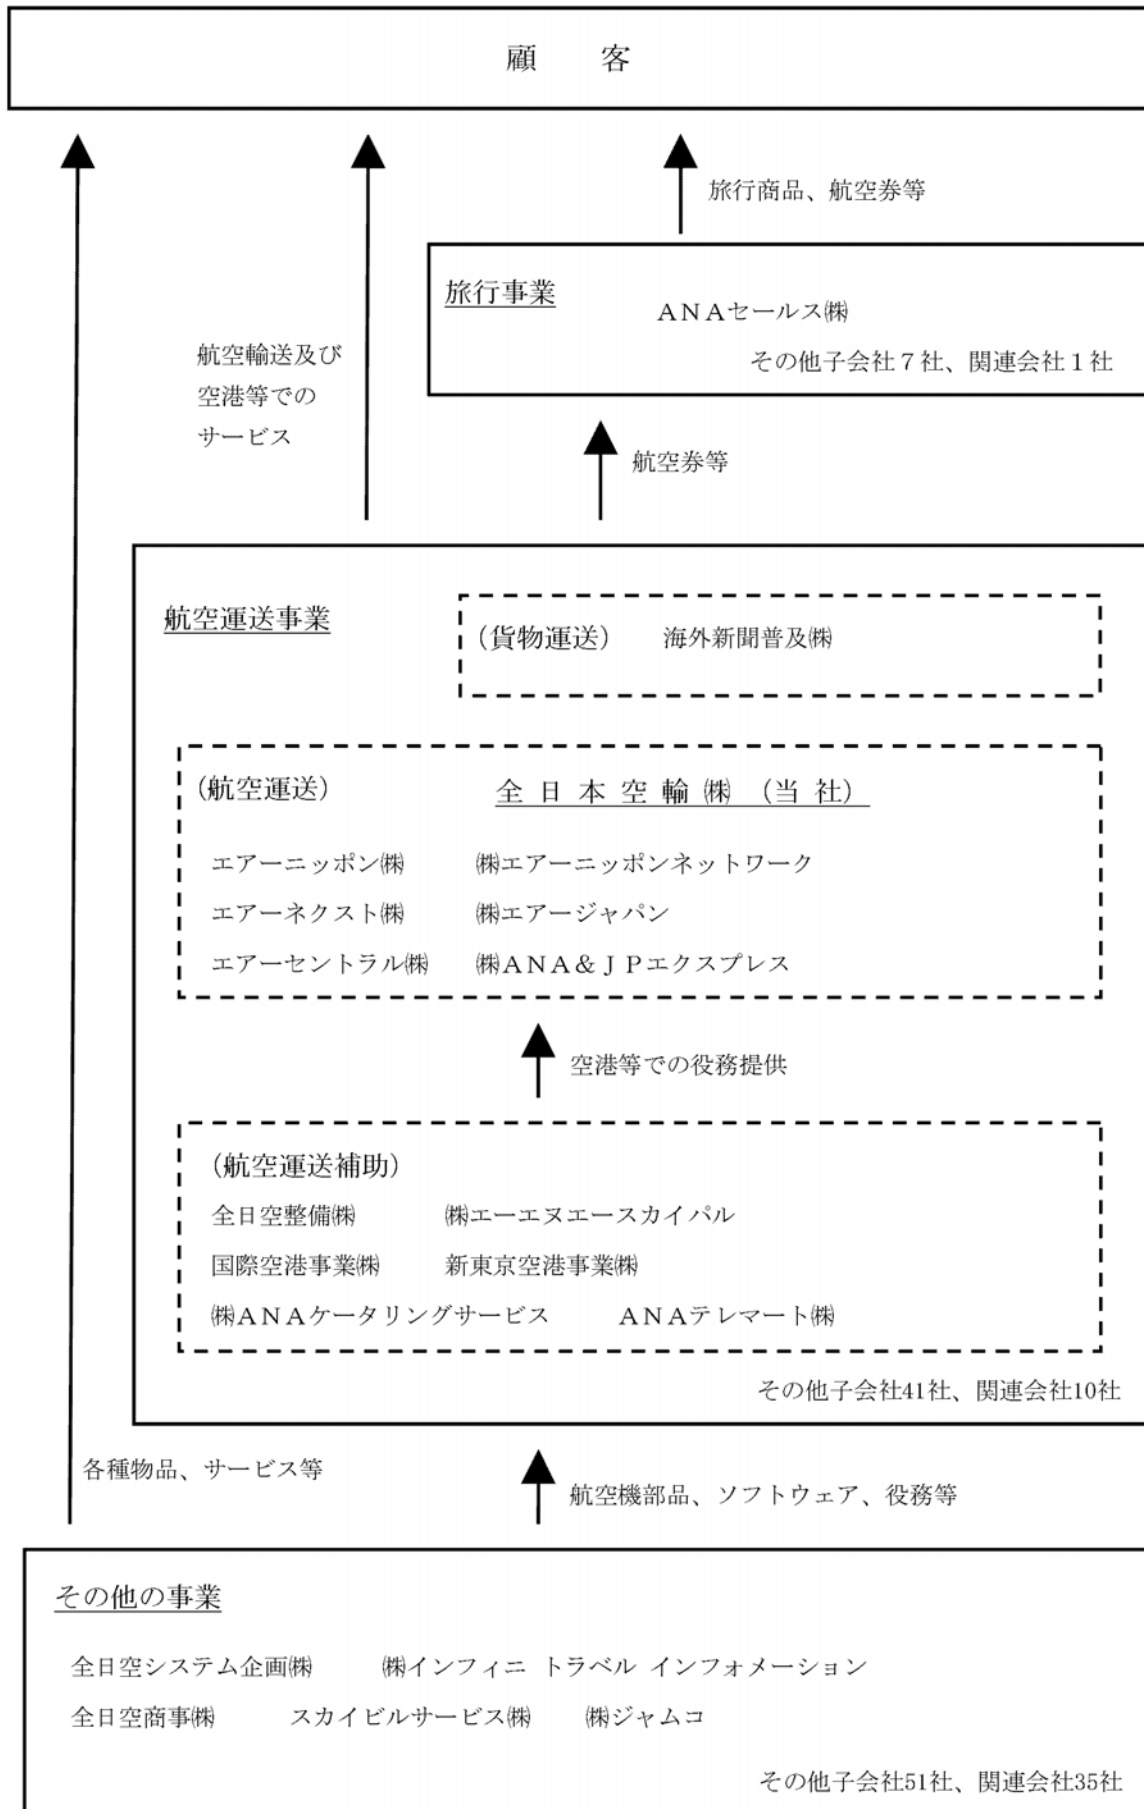 顧　客
旅行商品、航空券等
旅行事業
ＡＮＡセールス㈱
その他子会社７社、関連会社１社
航空輸送及び
空港等での
サービス
航空券等
航空運送事業
（貨物運送）　海外新聞普及㈱
（航空運送）　全日本空輸㈱（当社）
エアーニッポン㈱　㈱エアーニッポンネットワーク
エアーネクスト㈱　㈱エアージャパン
エアーセントラル㈱　㈱ＡＮＡ＆ＪＰエクスプレス
空港等での役務提供
（航空運送補助）
全日空整備㈱　㈱エーエヌエースカイパル
国際空港事業㈱　新東京空港事業㈱
㈱ＡＮＡケータリングサービス　ＡＮＡテレマート㈱
その他子会社41社、関連会社10社
各種物品、サービス等
航空機部品、ソフトウェア、役務等
その他の事業
全日空システム企画㈱　㈱インフィニ トラベル インフォメーション
全日空商事㈱　スカイビルサービス㈱　㈱ジャムコ
その他子会社51社、関連会社35社